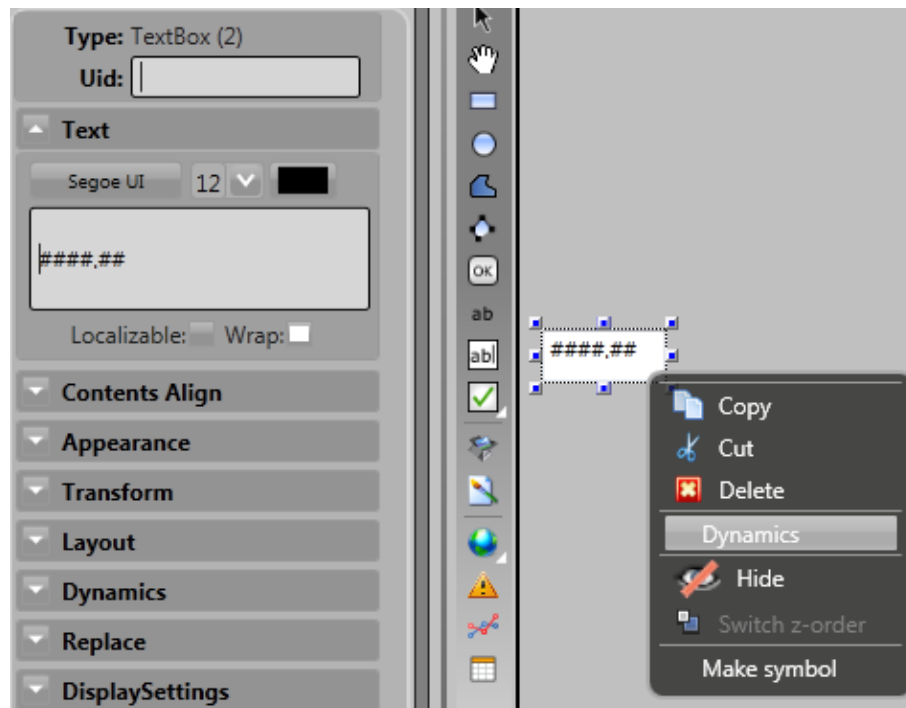 Type: TextBox (2)
Uid:
Text
Segoe UI 12
####.##
Localizable: Wrap:
Contents Align
Appearance
Transform
Layout
Dynamics
Replace
DisplaySettings
OK
ab
ab
####.##
Copy
Cut
Delete
Dynamics
Hide
Switch z-order
Make symbol